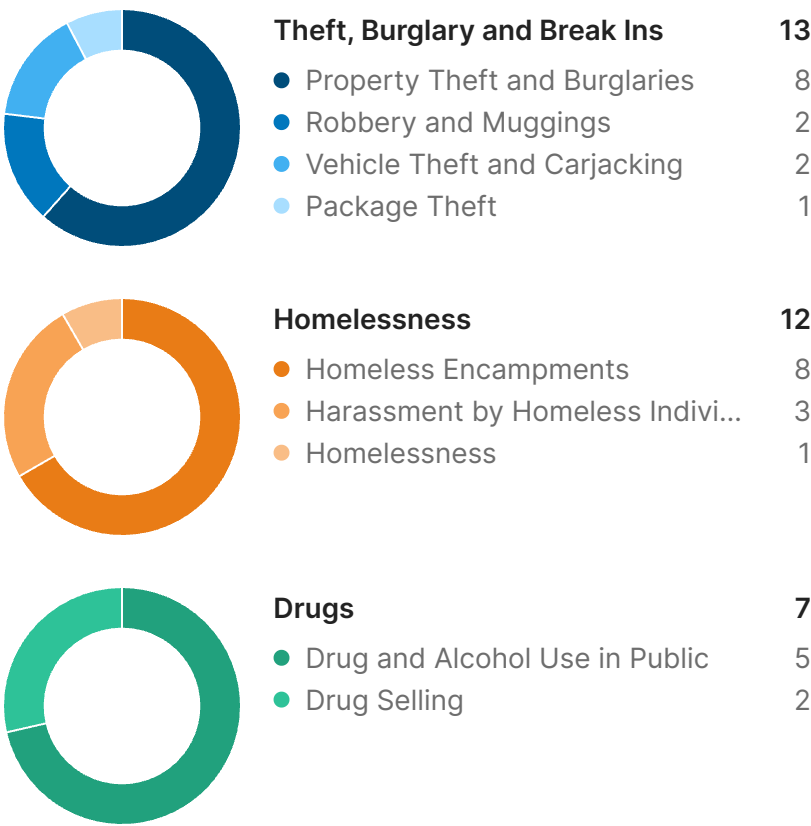 Theft, Burglary and Break Ins 13
Property Theft and Burglaries 8
Robbery and Muggings 2
Vehicle Theft and Carjacking 2
Package Theft 1
Homelessness 12
Homeless Encampments 8
Harassment by Homeless Indivi... 3
Homelessness 1
Drugs 7
Drug and Alcohol Use in Public 5
Drug Selling 2